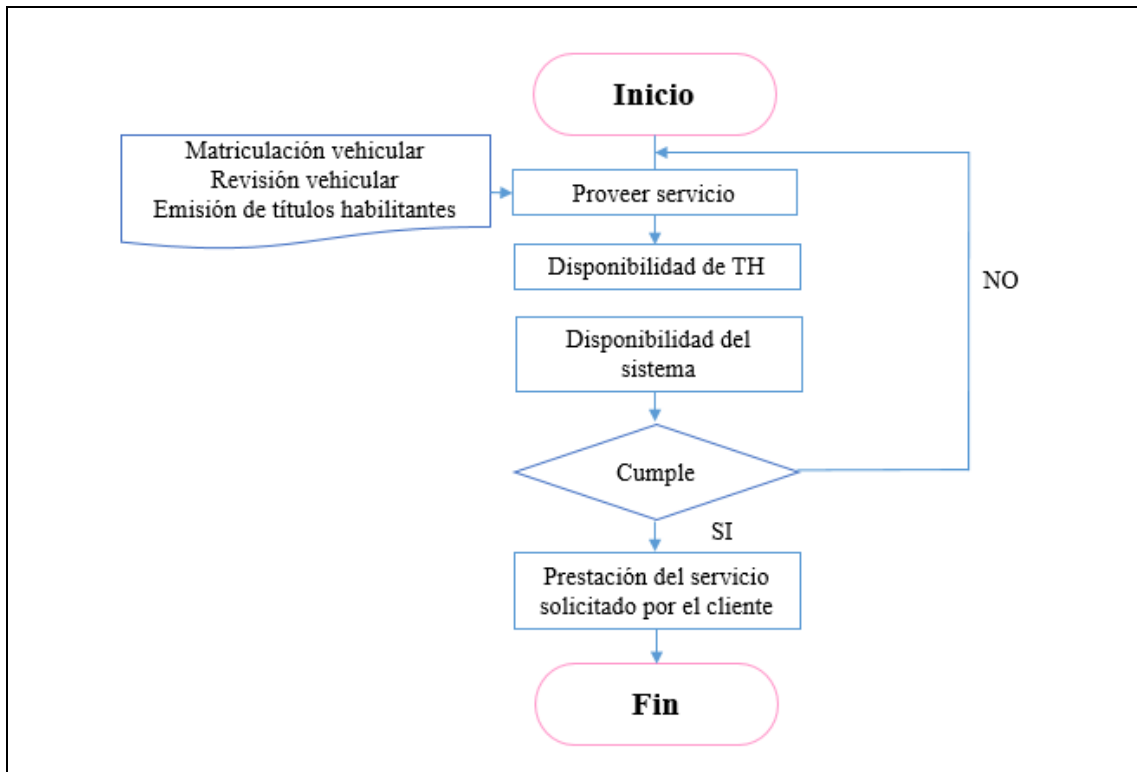 Inicio
Matriculación vehicular
Revisión vehicular
Emisión de títulos habilitantes
Proveer servicio
Disponibilidad de TH
NO
Disponibilidad del
sistema
Cumple
SI
Prestación del servicio
solicitado por el cliente
Fin